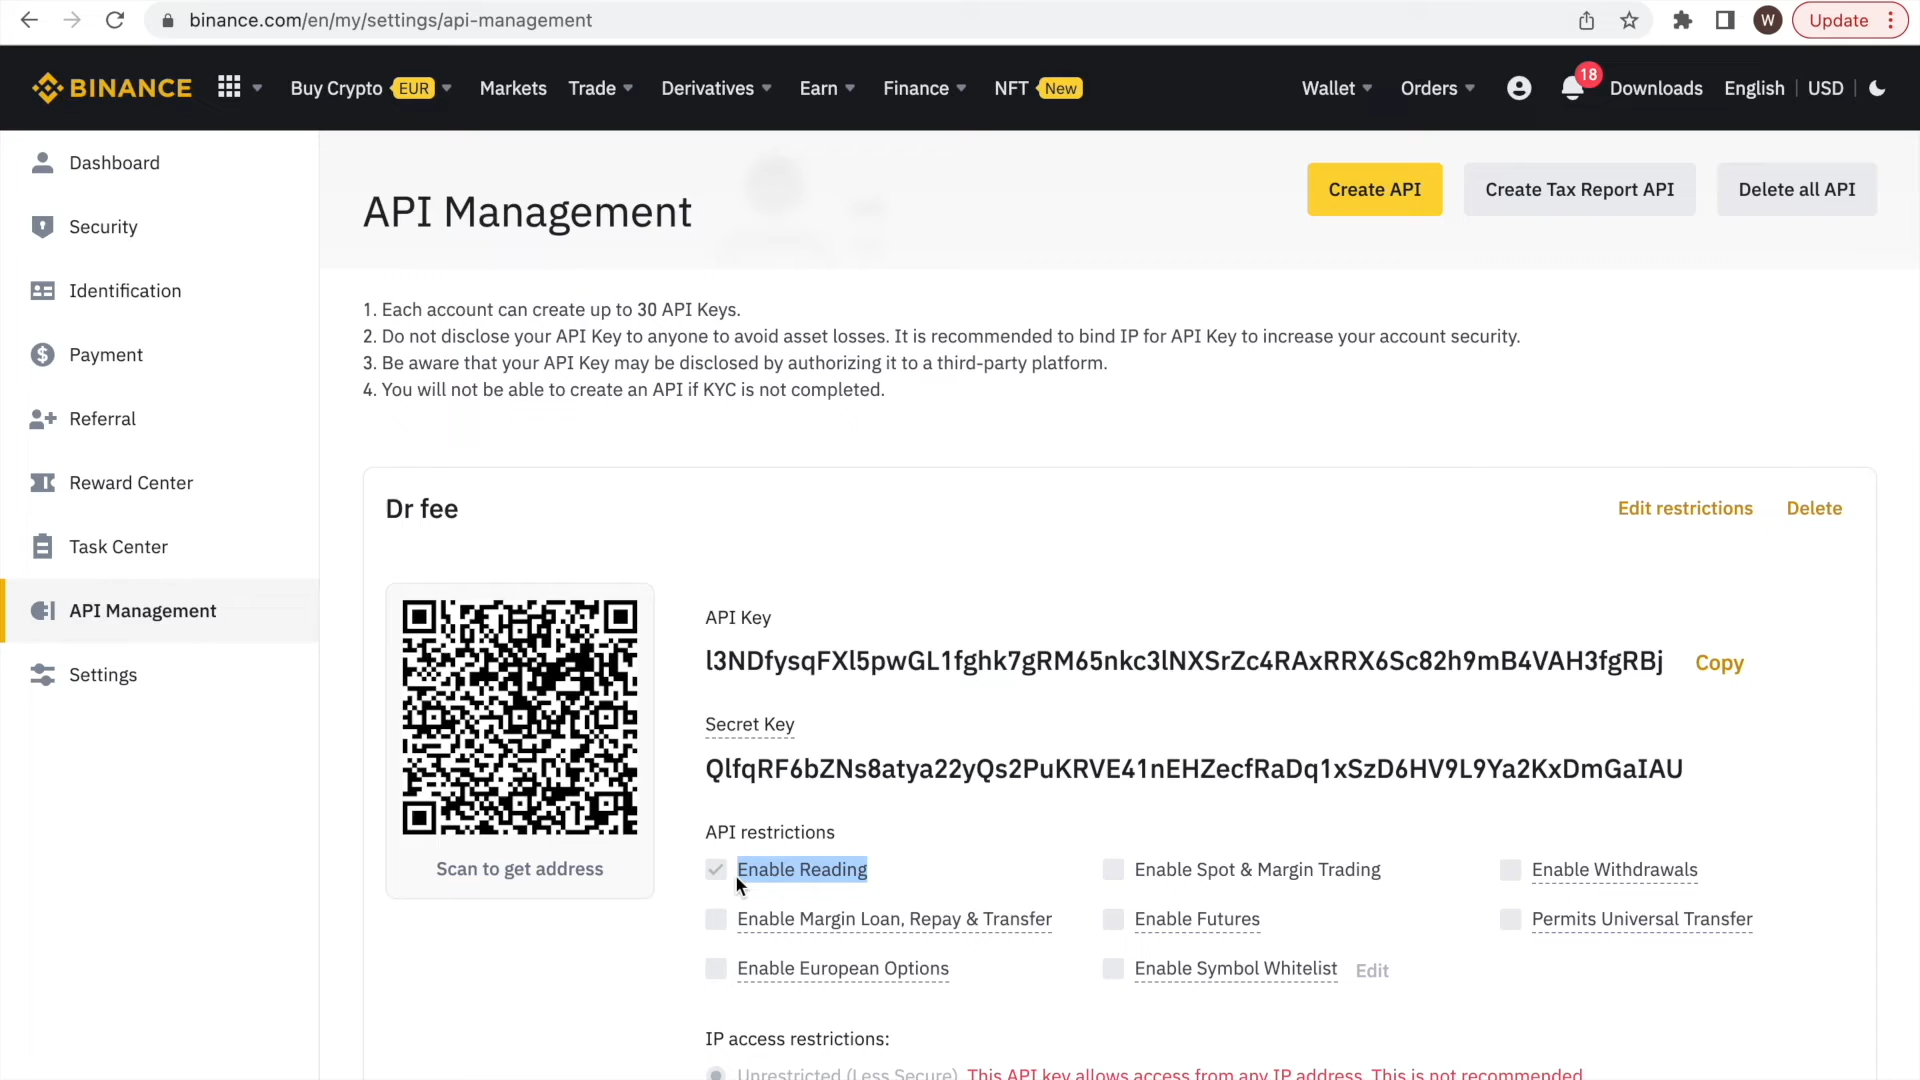 binance.com/en/my/settings/api-management
W
Update
BINANCE
Buy Crypto EUR
Markets
Trade
Derivatives
Earn
Finance
NFT New
Wallet
Orders
18
Downloads
English
USD
Dashboard
Security
Identification
Payment
Referral
Reward Center
Task Center
API Management
Settings
API Management
Create API
Create Tax Report API
Delete all API
1. Each account can create up to 30 API Keys.
2. Do not disclose your API Key to anyone to avoid asset losses. It is recommended to bind IP for API Key to increase your account security.
3. Be aware that your API Key may be disclosed by authorizing it to a third-party platform.
4. You will not be able to create an API if KYC is not completed.
Dr fee
Edit restrictions
Delete
Scan to get address
API Key
l3NDfysqFXl5pwGL1fghk7gRM65nkc3lNXSrZc4RAxRRX6Sc82h9mB4VAH3fgRBj
Copy
Secret Key
QlfqRF6bZNs8atya22yQs2PuKRVE41nEHZecfRaDq1xSzD6HV9L9Ya2KxDmGaIAU
API restrictions
Enable Reading
Enable Spot & Margin Trading
Enable Withdrawals
Enable Margin Loan, Repay & Transfer
Enable Futures
Permits Universal Transfer
Enable European Options
Enable Symbol Whitelist
Edit
IP access restrictions:
Unrestricted (Less Secure) This API key allows access from any IP address. This is not recommended.